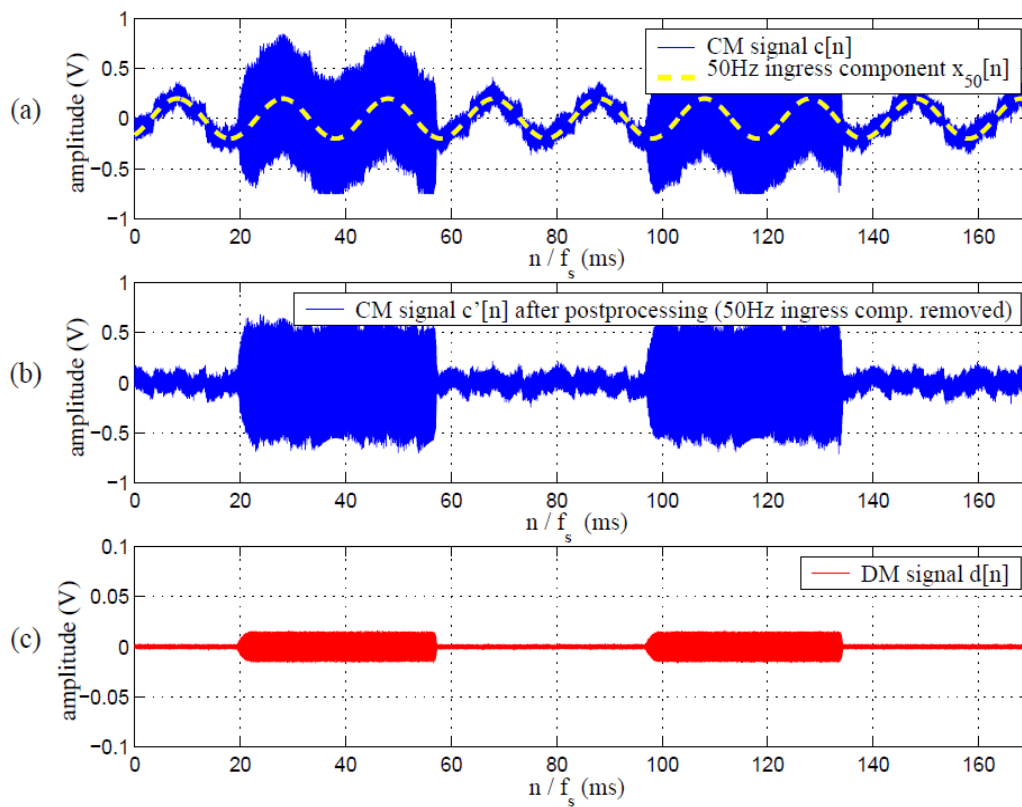 (a)
amplitude (V)
1
0.5
0
−0.5
−1
CM signal c[n]
50Hz ingress component x50[n]
0 20 40 60 80 100 120 140 160
n / fs (ms)
(b)
amplitude (V)
1
0.5
0
−0.5
−1
CM signal c’[n] after postprocessing (50Hz ingress comp. removed)
0 20 40 60 80 100 120 140 160
n / fs (ms)
(c)
amplitude (V)
0.1
0.05
0
−0.05
−0.1
DM signal d[n]
0 20 40 60 80 100 120 140 160
n / fs (ms)